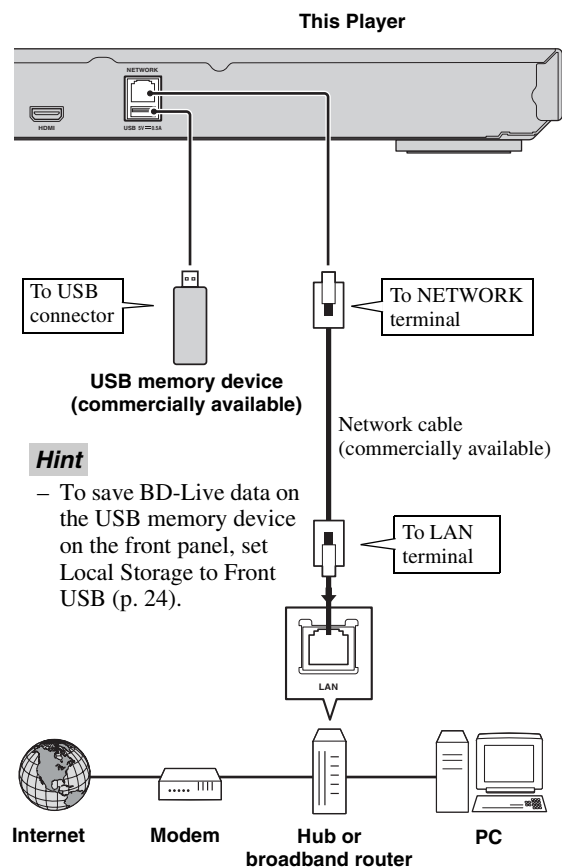 This Player
NETWORK
HDMI
USB 5V⎓0.5A
To USB
connector
To NETWORK
terminal
USB memory device
(commercially available)
Network cable
(commercially available)
Hint
– To save BD-Live data on
the USB memory device
on the front panel, set
Local Storage to Front
USB (p. 24).
To LAN
terminal
LAN
Internet
Modem
Hub or
broadband router
PC